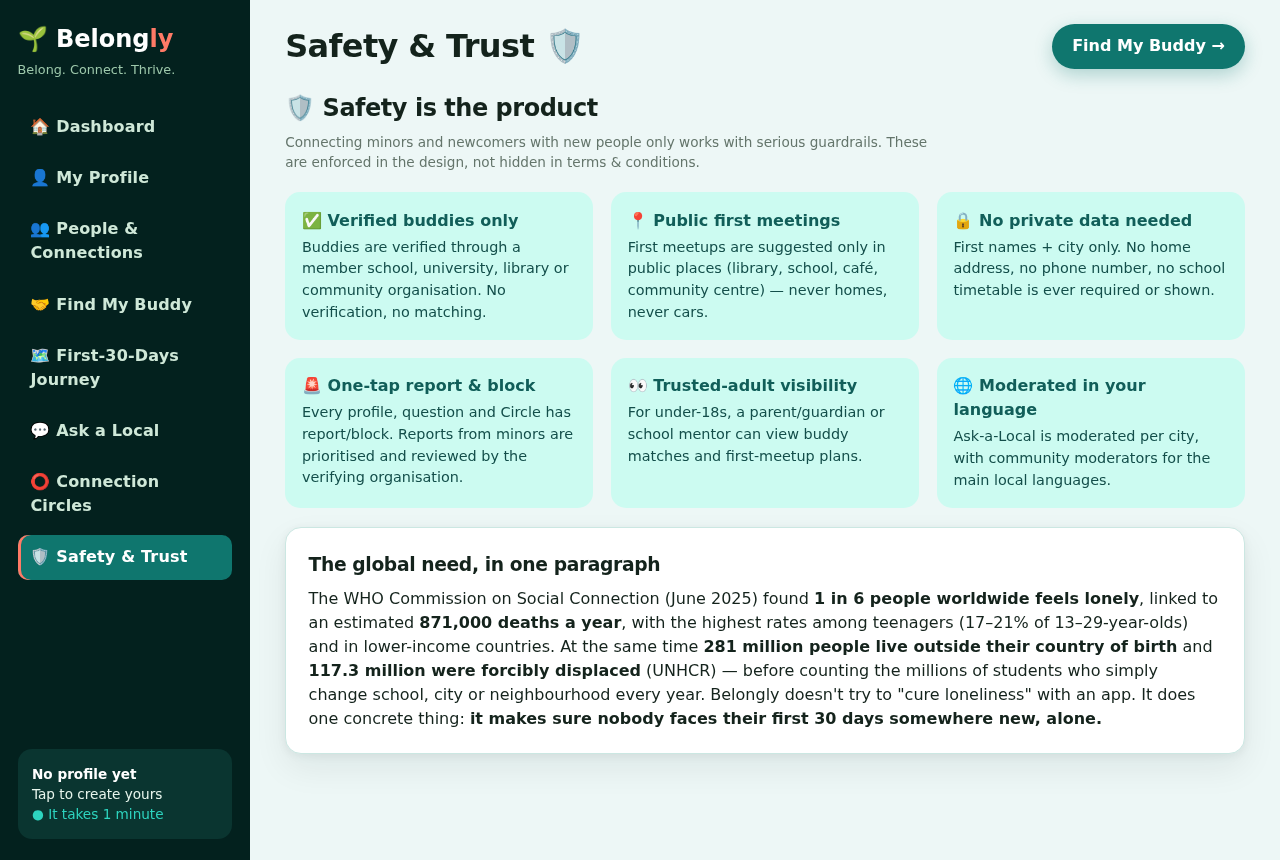 🌱 Belongly
Belong. Connect. Thrive.
🏠 Dashboard
👤 My Profile
👥 People &
Connections
🤝 Find My Buddy
🗺️ First-30-Days
Journey
💬 Ask a Local
⭕ Connection
Circles
🛡️ Safety & Trust
No profile yet
Tap to create yours
● It takes 1 minute
Safety & Trust 🛡️
Find My Buddy →
🛡️ Safety is the product
Connecting minors and newcomers with new people only works with serious guardrails. These
are enforced in the design, not hidden in terms & conditions.
✅ Verified buddies only
Buddies are verified through a
member school, university, library or
community organisation. No
verification, no matching.
📍 Public first meetings
First meetups are suggested only in
public places (library, school, café,
community centre) — never homes,
never cars.
🔒 No private data needed
First names + city only. No home
address, no phone number, no school
timetable is ever required or shown.
🚨 One-tap report & block
Every profile, question and Circle has
report/block. Reports from minors are
prioritised and reviewed by the
verifying organisation.
👀 Trusted-adult visibility
For under-18s, a parent/guardian or
school mentor can view buddy
matches and first-meetup plans.
🌐 Moderated in your
language
Ask-a-Local is moderated per city,
with community moderators for the
main local languages.
The global need, in one paragraph
The WHO Commission on Social Connection (June 2025) found 1 in 6 people worldwide feels lonely, linked to
an estimated 871,000 deaths a year, with the highest rates among teenagers (17–21% of 13–29-year-olds)
and in lower-income countries. At the same time 281 million people live outside their country of birth and
117.3 million were forcibly displaced (UNHCR) — before counting the millions of students who simply
change school, city or neighbourhood every year. Belongly doesn't try to "cure loneliness" with an app. It does
one concrete thing: it makes sure nobody faces their first 30 days somewhere new, alone.